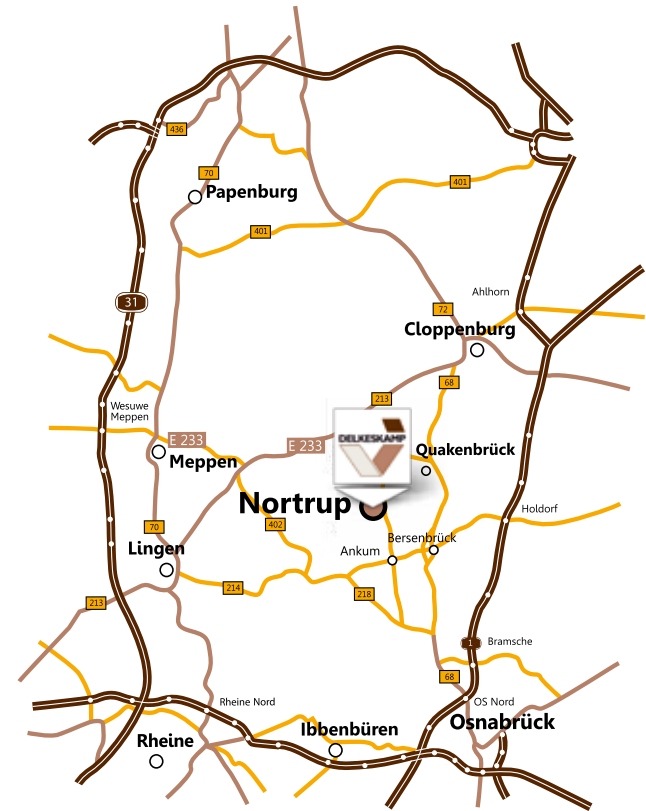 436
70
Papenburg
401
401
31
Ahlhorn
72
Cloppenburg
68
213
Wesuwe
Meppen
DELKESKAMP
E 233
E 233
Quakenbrück
Meppen
Nortrup
Holdorf
70
402
Bersenbrück
Ankum
Lingen
214
218
213
1
Bramsche
68
Rheine Nord
OS Nord
Osnabrück
Ibbenbüren
Rheine